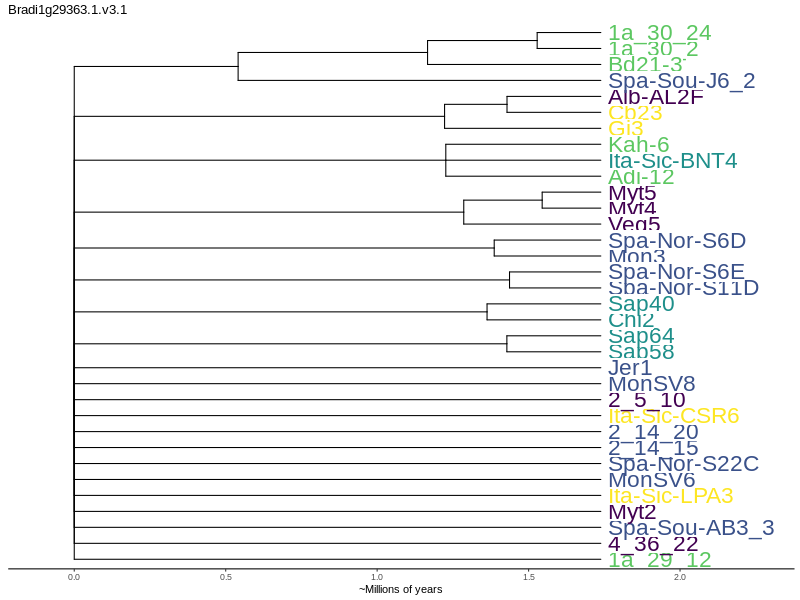 Bradi1g29363.1.v3.1
1a_30_24
1a_30_2
Bd21-3
Spa-Sou-J6_2
Alb-AL2F
Cb23
Gi3
Kah-6
Ita-Sic-BNT4
Adi-12
Myt5
Myt4
Veg5
Spa-Nor-S6D
Mon3
Spa-Nor-S6E
Spa-Nor-S11D
Sap40
Chi2
Sap64
Sab58
Jer1
MonSV8
2_5_10
Ita-Sic-CSR6
2_14_20
2_14_15
Spa-Nor-S22C
MonSV6
Ita-Sic-LPA3
Myt2
Spa-Sou-AB3_3
4_36_22
1a_29_12
0.0 0.5 1.0 1.5 2.0
~Millions of years